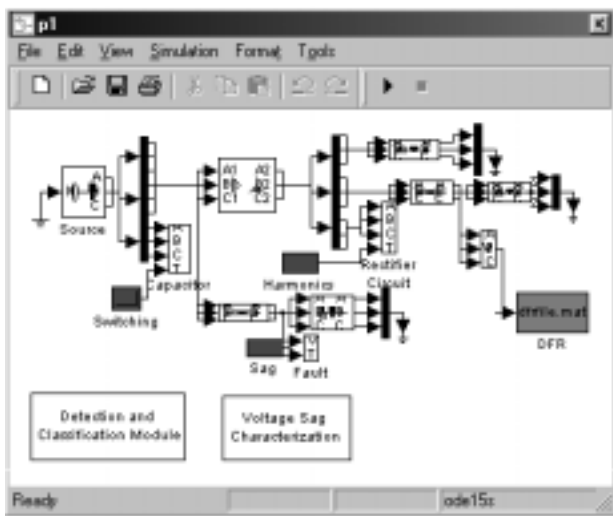 p1
File Edit View Simulation Format Tools
Source
A
B
C
T
Capacitor
Switching
A1 A2
B2
C1 C2
Harmonics
A
B
C
T
Rectifier
Circuit
Sag
V
T
Fault
dfrfile.mat
DFR
Detection and
Classification Module
Voltage Sag
Characterization
Ready
ode15s